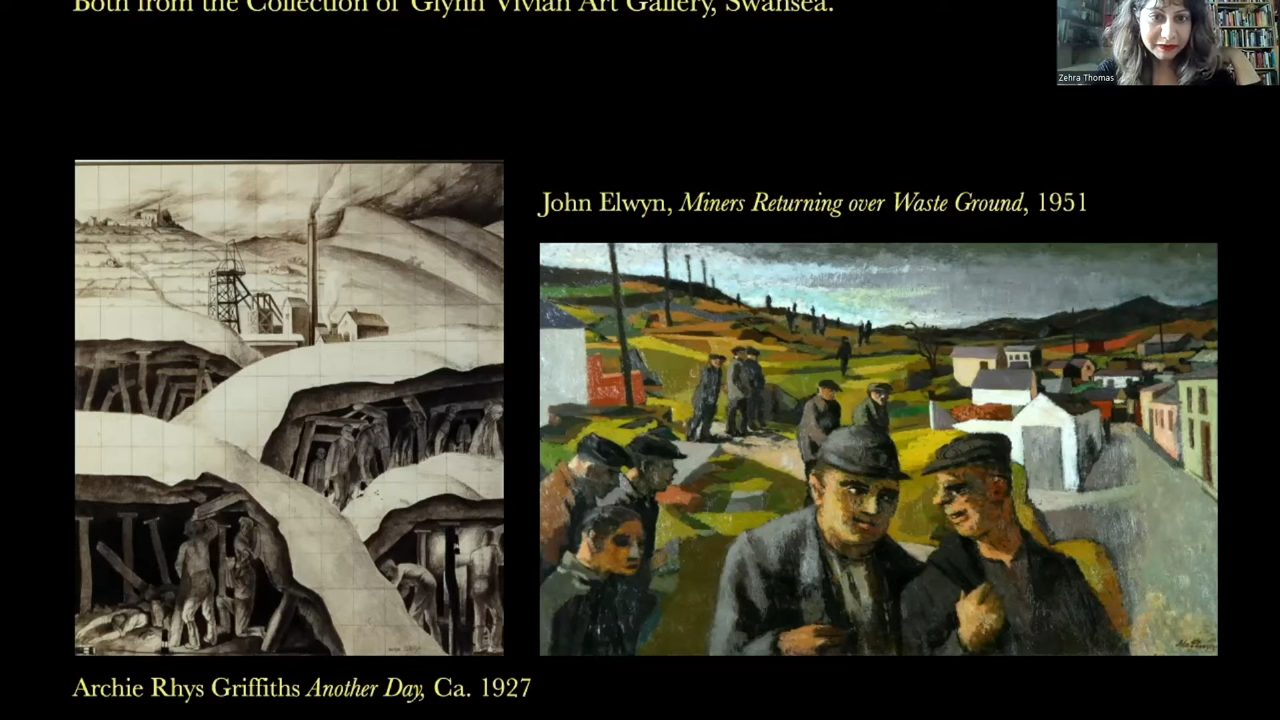 Both from the Collection of Glynn Vivian Art Gallery, Swansea.
Zehra Thomas
John Elwyn, Miners Returning over Waste Ground, 1951
Archie Rhys Griffiths Another Day, Ca. 1927